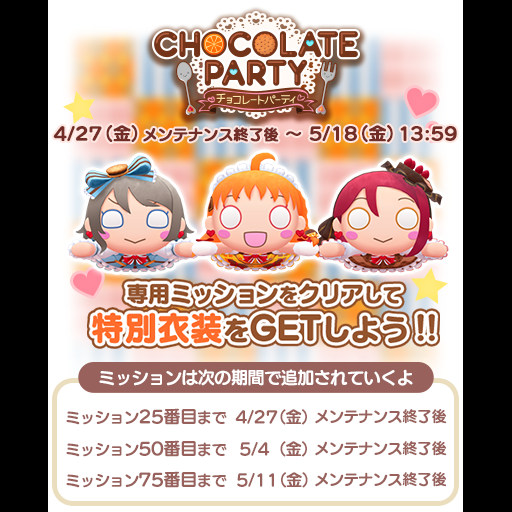 CHOCOLATE
PARTY
チョコレートパーティ
4/27(金)メンテナンス終了後 ～ 5/18(金)13:59
専用ミッションをクリアして
特別衣装をGETしよう!!
ミッションは次の期間で追加されていくよ
ミッション25番目まで 4/27(金) メンテナンス終了後
ミッション50番目まで 5/4 (金) メンテナンス終了後
ミッション75番目まで 5/11(金) メンテナンス終了後